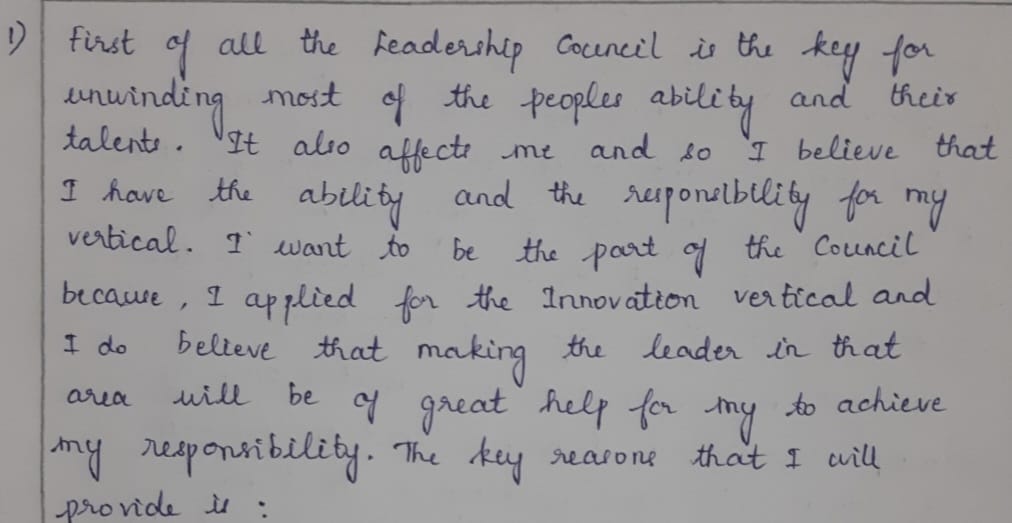 1) First of all the Leadership Council is the key for
unwinding most of the peoples ability and their
talents. It also affects me and so I believe that
I have the ability and the responsibility for my
vertical. I want to be the part of the Council
because, I applied for the Innovation vertical and
I do believe that making the leader in that
area will be of great help for my to achieve
my responsibility. The key reasons that I will
provide is :